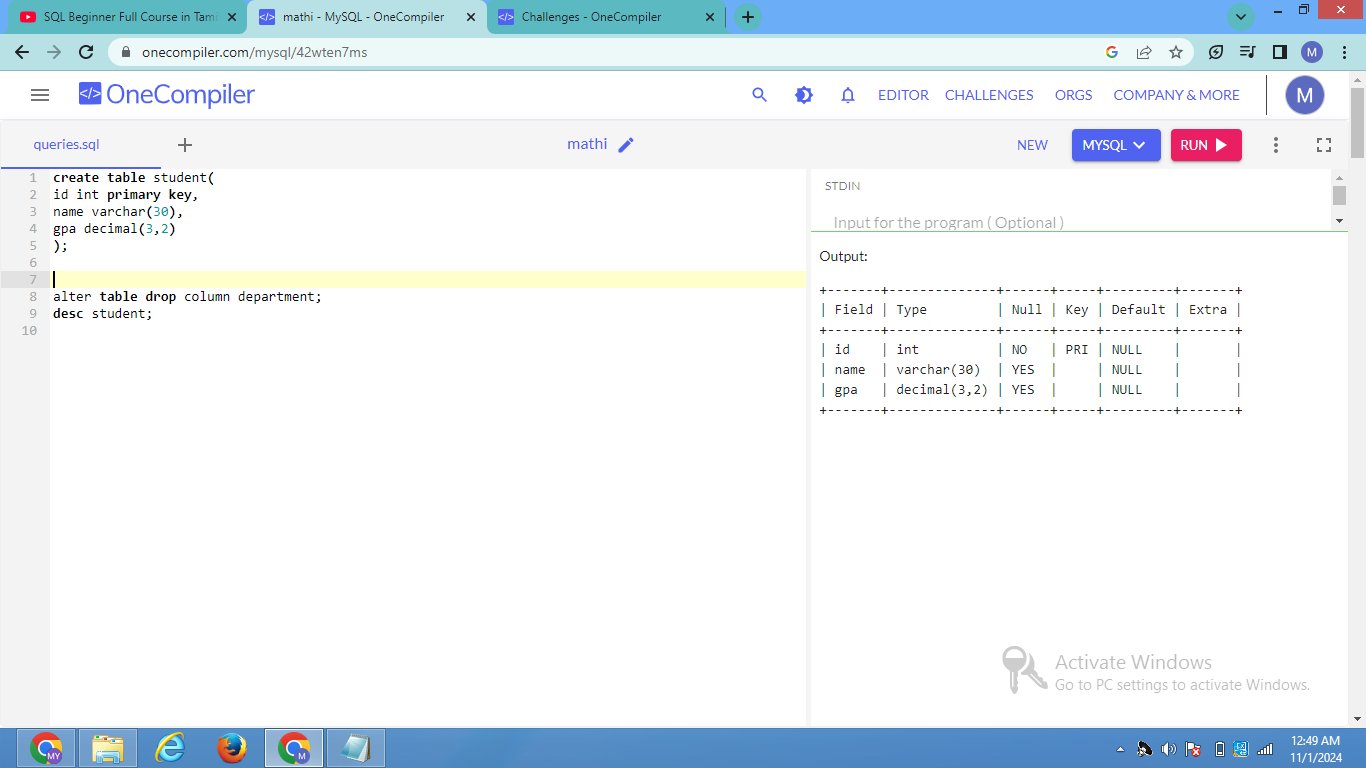 SQL Beginner Full Course in Tami
mathi - MySQL - OneCompiler
Challenges - OneCompiler
onecompiler.com/mysql/42wten7ms
M
</> OneCompiler
EDITOR CHALLENGES ORGS COMPANY & MORE
M
queries.sql
mathi
NEW MYSQL RUN
1 create table student(
2 id int primary key,
3 name varchar(30),
4 gpa decimal(3,2)
5 );
6
7
8 alter table drop column department;
9 desc student;
10
STDIN
Input for the program ( Optional )
Output:
+-------+--------------+------+-----+---------+-------+
| Field | Type         | Null | Key | Default | Extra |
+-------+--------------+------+-----+---------+-------+
| id    | int          | NO   | PRI | NULL    |       |
| name  | varchar(30)  | YES  |     | NULL    |       |
| gpa   | decimal(3,2) | YES  |     | NULL    |       |
+-------+--------------+------+-----+---------+-------+
Activate Windows
Go to PC settings to activate Windows.
MY
M
12:49 AM
11/1/2024